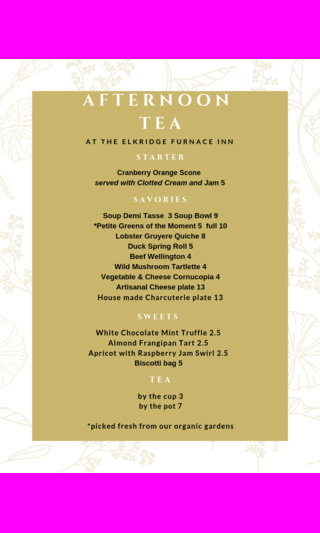 AFTERNOON
TEA
AT THE ELKRIDGE FURNACE INN
STARTER
Cranberry Orange Scone
served with Clotted Cream and Jam 5
SAVORIES
Soup Demi Tasse 3 Soup Bowl 9
*Petite Greens of the Moment 5 full 10
Lobster Gruyere Quiche 8
Duck Spring Roll 5
Beef Wellington 4
Wild Mushroom Tartlette 4
Vegetable & Cheese Cornucopia 4
Artisanal Cheese plate 13
House made Charcuterie plate 13
SWEETS
White Chocolate Mint Truffle 2.5
Almond Frangipan Tart 2.5
Apricot with Raspberry Jam Swirl 2.5
Biscotti bag 5
TEA
by the cup 3
by the pot 7
*picked fresh from our organic gardens